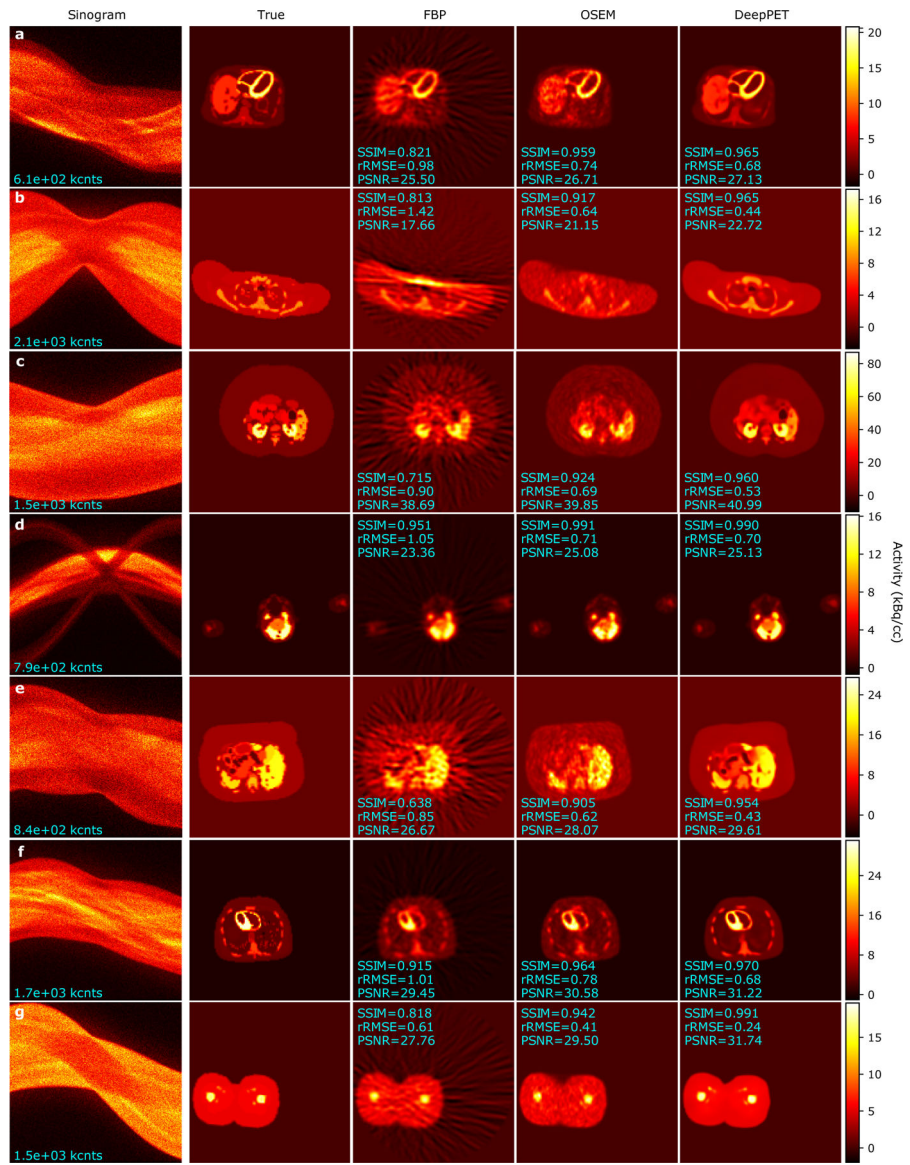 Sinogram True FBP OSEM DeepPET
a
SSIM=0.821 SSIM=0.959 SSIM=0.965
rRMSE=0.98 rRMSE=0.74 rRMSE=0.68
6.1e+02 kcnts PSNR=25.50 PSNR=26.71 PSNR=27.13
20
15
10
5
0
b
SSIM=0.813 SSIM=0.917 SSIM=0.965
rRMSE=1.42 rRMSE=0.64 rRMSE=0.44
PSNR=17.66 PSNR=21.15 PSNR=22.72
2.1e+03 kcnts
16
12
8
4
0
c
SSIM=0.715 SSIM=0.924 SSIM=0.960
rRMSE=0.90 rRMSE=0.69 rRMSE=0.53
1.5e+03 kcnts PSNR=38.69 PSNR=39.85 PSNR=40.99
80
60
40
20
0
d
SSIM=0.951 SSIM=0.991 SSIM=0.990
rRMSE=1.05 rRMSE=0.71 rRMSE=0.70
PSNR=23.36 PSNR=25.08 PSNR=25.13
7.9e+02 kcnts
16
12
8
4
0
Activity (kBq/cc)
e
SSIM=0.638 SSIM=0.905 SSIM=0.954
rRMSE=0.85 rRMSE=0.62 rRMSE=0.43
8.4e+02 kcnts PSNR=26.67 PSNR=28.07 PSNR=29.61
24
16
8
0
f
SSIM=0.915 SSIM=0.964 SSIM=0.970
rRMSE=1.01 rRMSE=0.78 rRMSE=0.68
1.7e+03 kcnts PSNR=29.45 PSNR=30.58 PSNR=31.22
24
16
8
0
g
SSIM=0.818 SSIM=0.942 SSIM=0.991
rRMSE=0.61 rRMSE=0.41 rRMSE=0.24
PSNR=27.76 PSNR=29.50 PSNR=31.74
1.5e+03 kcnts
15
10
5
0